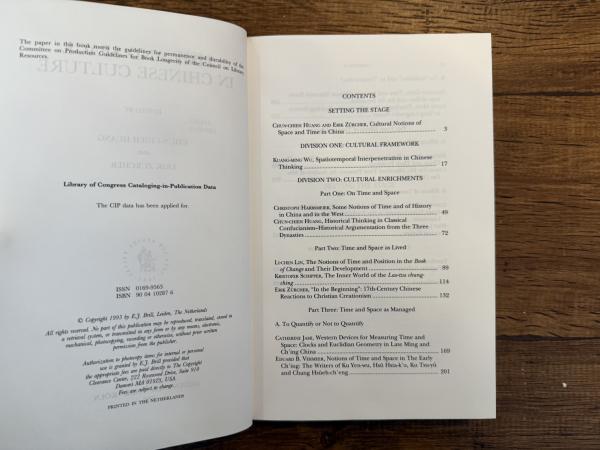 The paper in this book meets the guidelines for permanence and durability of the
Committee on Production Guidelines for Book Longevity of the Council on Library
Resources.
IN CHINESE CULTURE
Library of Congress Cataloging-in-Publication Data
The CIP data has been applied for.
ISSN 0169-9563
ISBN 90 04 10287 6
© Copyright 1995 by E.J. Brill, Leiden, The Netherlands
All rights reserved. No part of this publication may be reproduced, translated, stored in
a retrieval system, or transmitted in any form or by any means, electronic,
mechanical, photocopying, recording or otherwise, without prior written
permission from the publisher.
Authorization to photocopy items for internal or personal
use is granted by E.J. Brill provided that
the appropriate fees are paid directly to The Copyright
Clearance Center, 222 Rosewood Drive, Suite 910
Danvers MA 01923, USA
Fees are subject to change.
PRINTED IN THE NETHERLANDS
CONTENTS
SETTING THE STAGE
CHUN-CHIEH HUANG AND ERIK ZÜRCHER, Cultural Notions of
Space and Time in China 3
DIVISION ONE: CULTURAL FRAMEWORK
KUANG-MING WU, Spatiotemporal Interpenetration in Chinese
Thinking 17
DIVISION TWO: CULTURAL ENRICHMENTS
Part One: On Time and Space
CHRISTOPH HARBSMEIER, Some Notions of Time and of History
in China and in the West 49
CHUN-CHIEH HUANG, Historical Thinking in Classical
Confucianism–Historical Argumentation from the Three
Dynasties 72
Part Two: Time and Space as Lived
LI-CHEN LIN, The Notions of Time and Position in the Book
of Change and Their Development 89
KRISTOFER SCHIPPER, The Inner World of the Lao-tzu chung-
ching 114
ERIK ZÜRCHER, "In the Beginning": 17th-Century Chinese
Reactions to Christian Creationism 132
Part Three: Time and Space as Managed
A. To Quantify or Not to Quantify
CATHERINE JAMI, Western Devices for Measuring Time and
Space: Clocks and Euclidian Geometry in Late Ming and
Ch'ing China 169
EDUARD B. VERMEER, Notions of Time and Space in The Early
Ch'ing: The Writers of Ku Yen-wu, Hsü Hsia-k'o, Ku Tsu-yü
and Chang Hsüeh-ch'eng 201